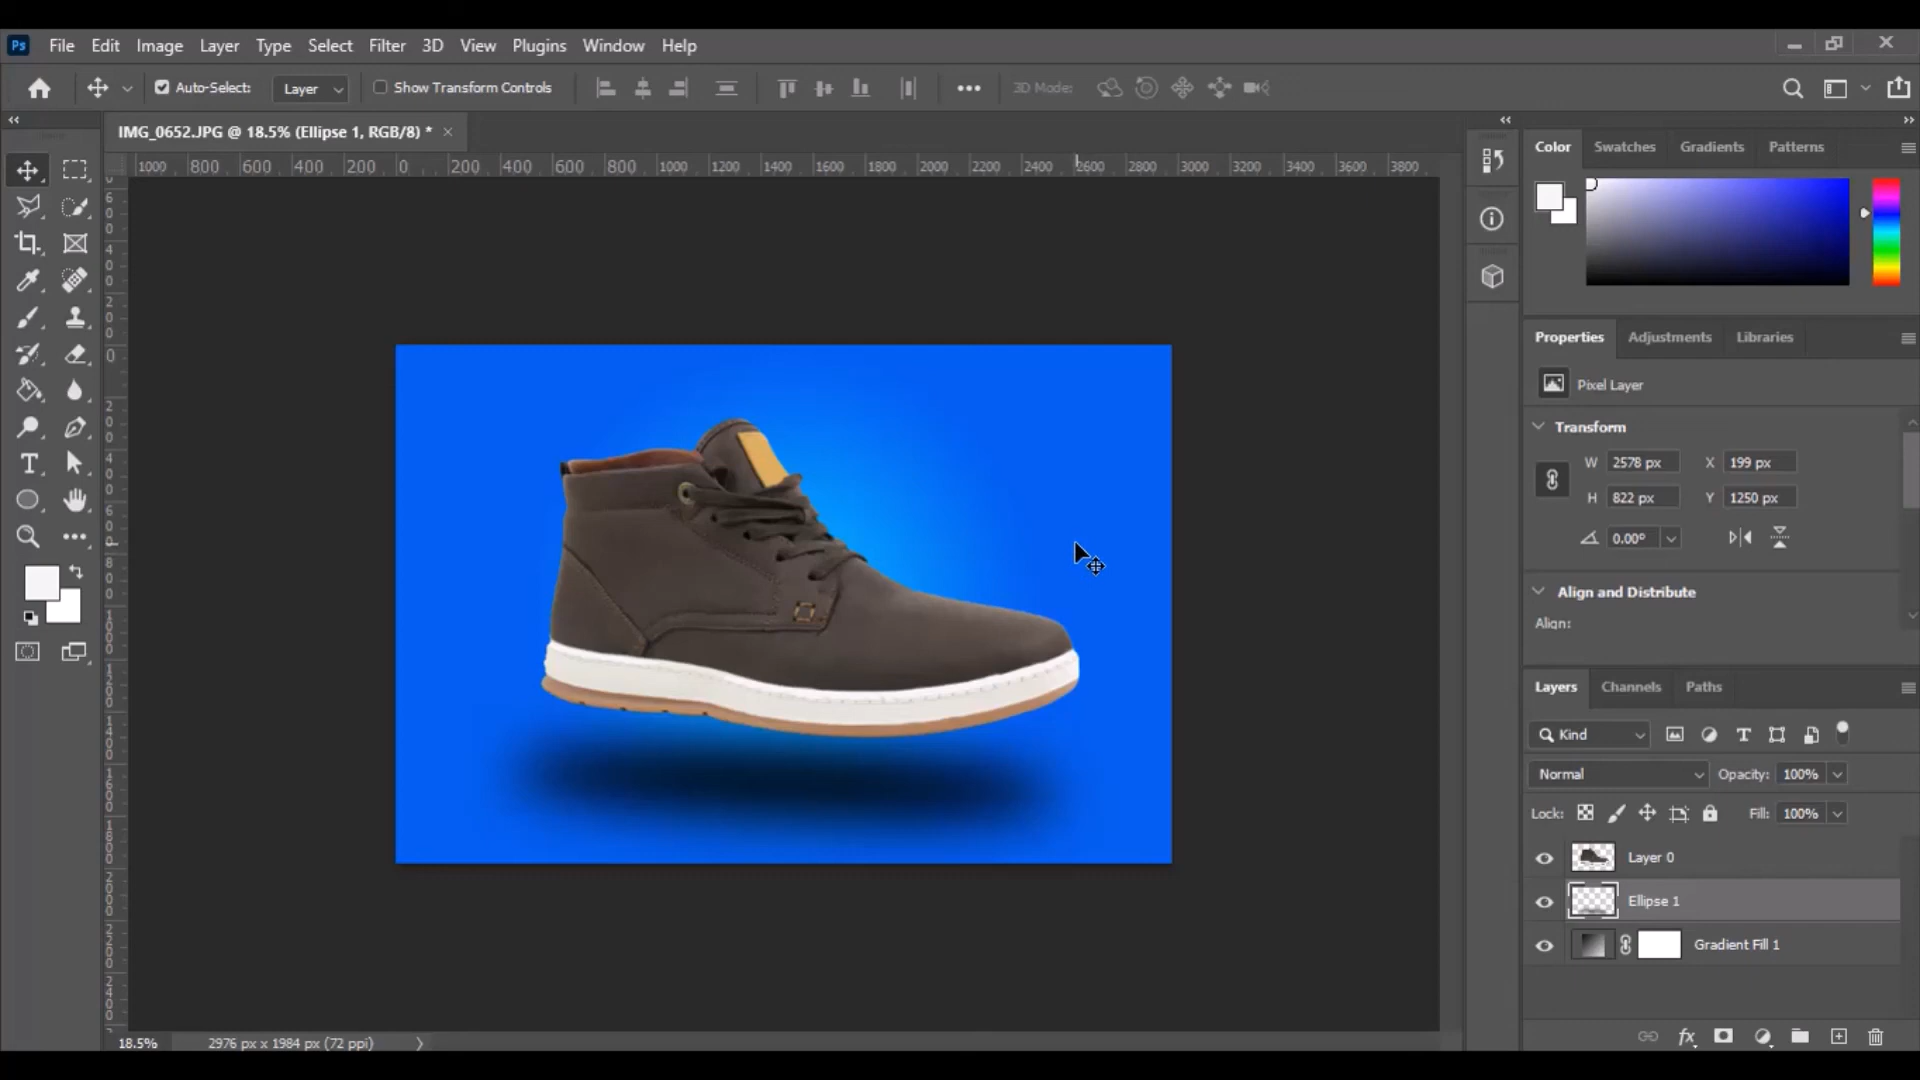 Ps File Edit Image Layer Type Select Filter 3D View Plugins Window Help
Auto-Select: Layer Show Transform Controls 3D Mode:
IMG_0652.JPG @ 18.5% (Ellipse 1, RGB/8) *
1000 800 600 400 200 0 200 400 600 800 1000 1200 1400 1600 1800 2000 2200 2400 2600 2800 3000 3200 3400 3600 3800
Color Swatches Gradients Patterns
Properties Adjustments Libraries
Pixel Layer
Transform
W 2578 px X 199 px
H 822 px Y 1250 px
0.00°
Align and Distribute
Align:
Layers Channels Paths
Kind
Normal Opacity: 100%
Lock: Fill: 100%
Layer 0
Ellipse 1
Gradient Fill 1
fx
18.5% 2976 px x 1984 px (72 ppi)